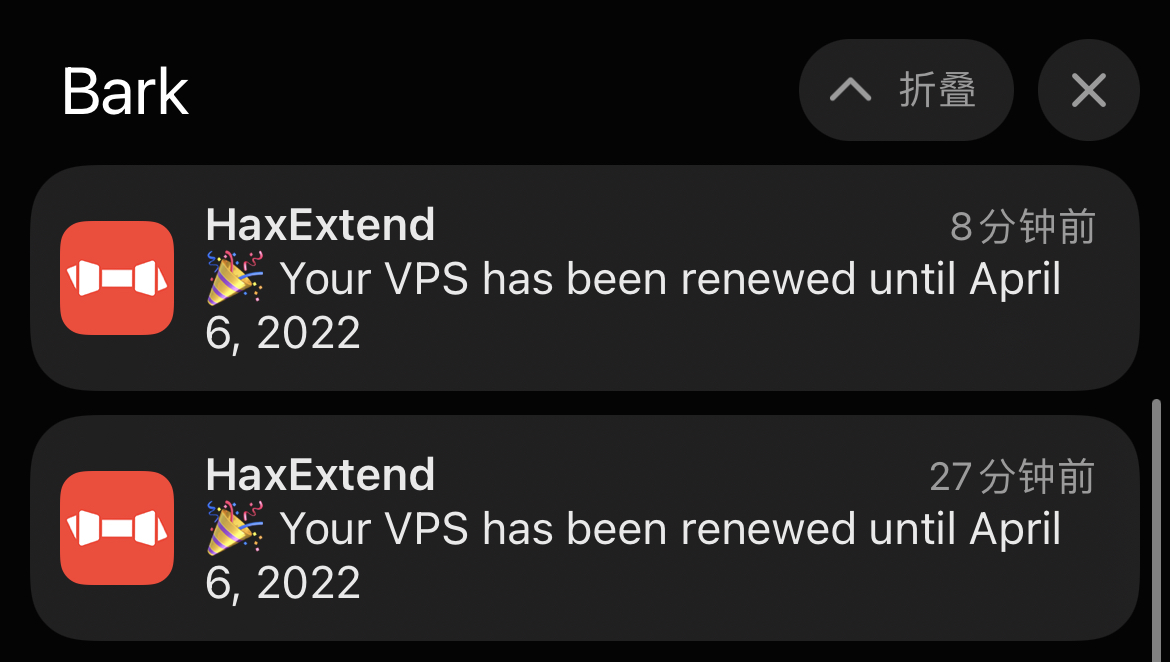 Bark
折叠
HaxExtend
8分钟前
🎉 Your VPS has been renewed until April
6, 2022
HaxExtend
27分钟前
🎉 Your VPS has been renewed until April
6, 2022